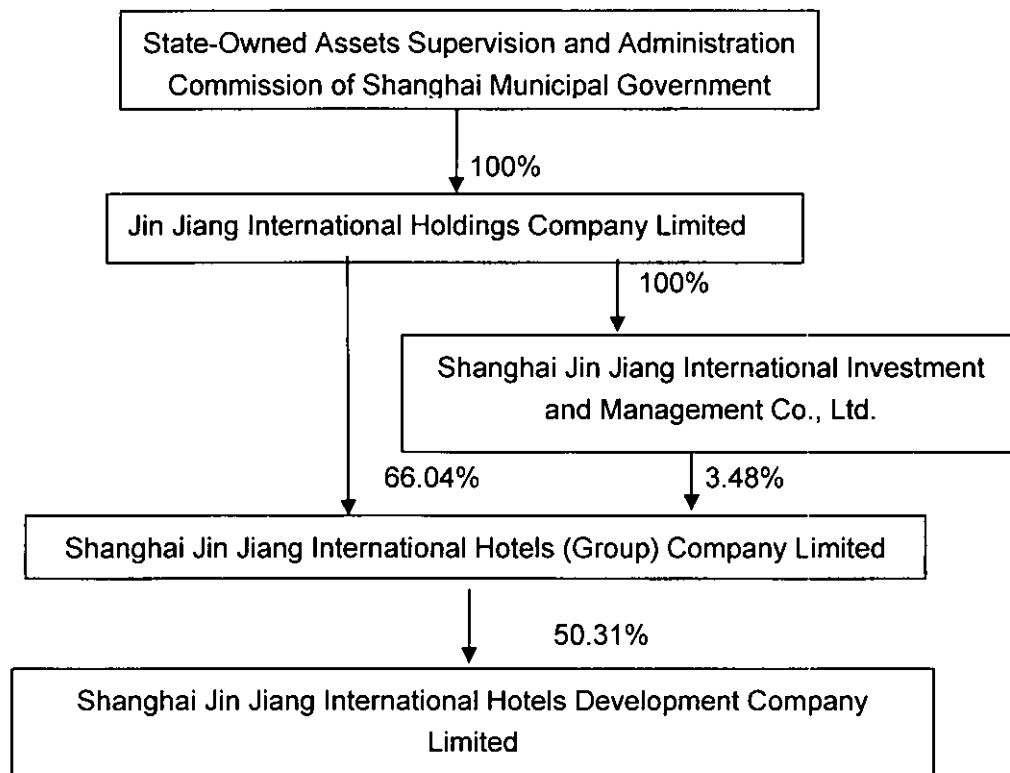 State-Owned Assets Supervision and Administration
Commission of Shanghai Municipal Government
100%
Jin Jiang International Holdings Company Limited
100%
Shanghai Jin Jiang International Investment
and Management Co., Ltd.
66.04%
3.48%
Shanghai Jin Jiang International Hotels (Group) Company Limited
50.31%
Shanghai Jin Jiang International Hotels Development Company
Limited